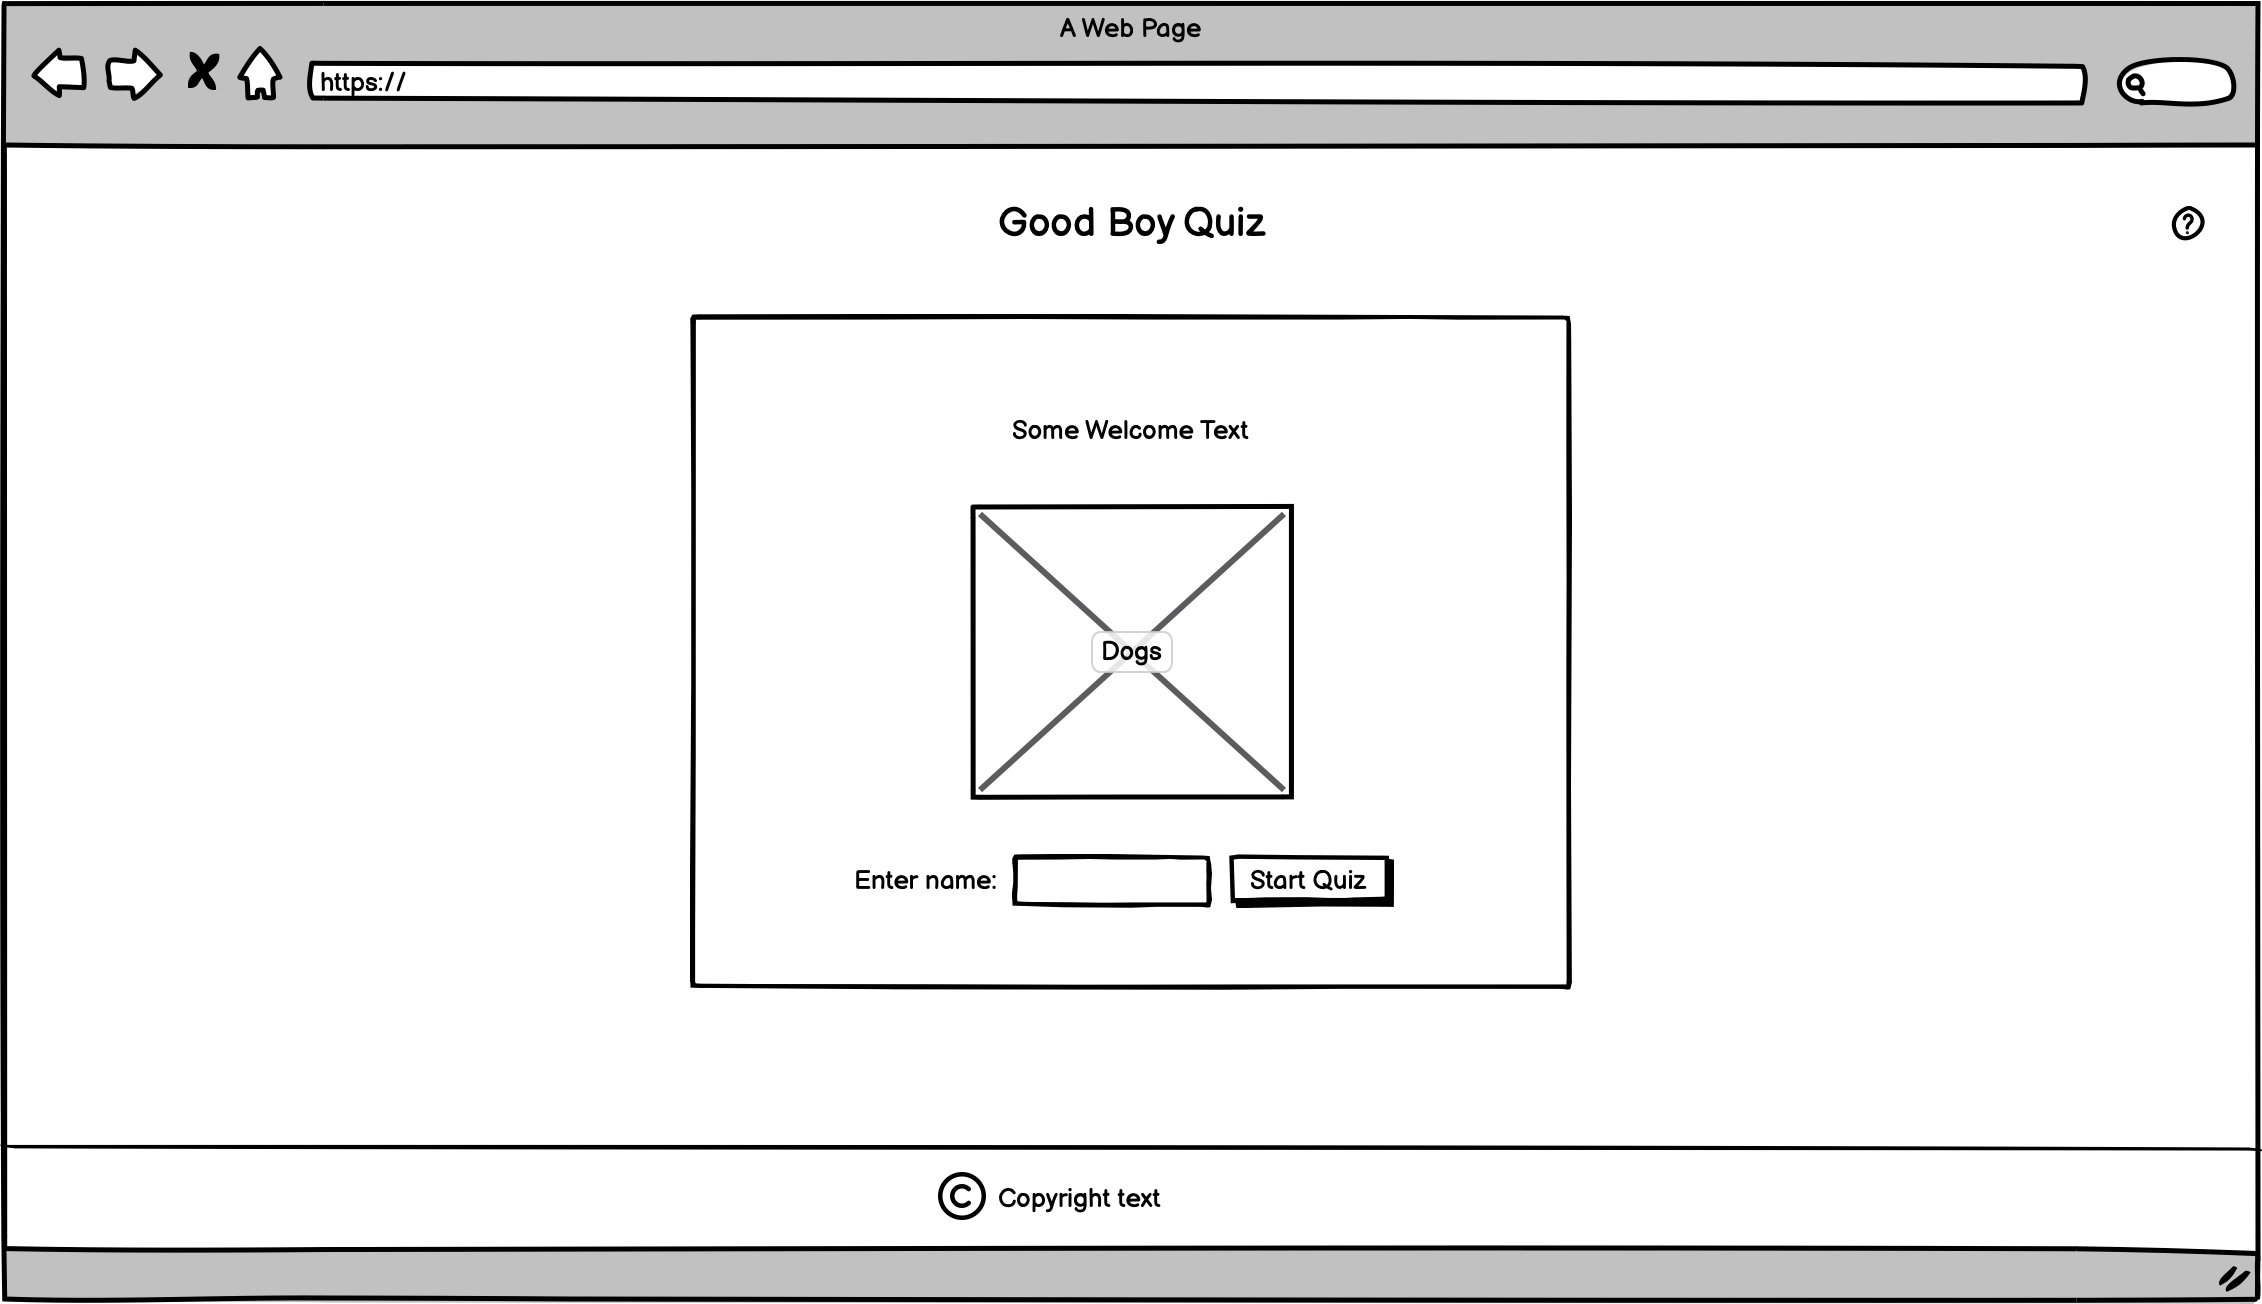 A Web Page
https://
Good Boy Quiz
?
Some Welcome Text
Dogs
Enter name: Start Quiz
© Copyright text